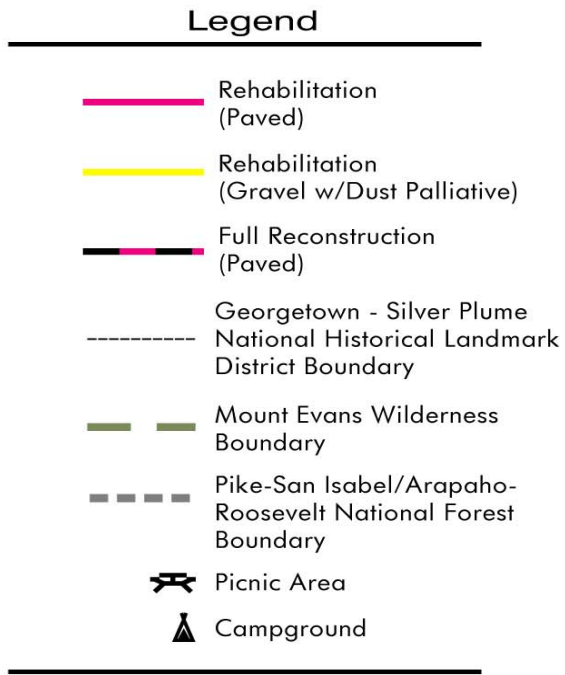 Legend
Rehabilitation
(Paved)
Rehabilitation
(Gravel w/Dust Palliative)
Full Reconstruction
(Paved)
Georgetown - Silver Plume
National Historical Landmark
District Boundary
Mount Evans Wilderness
Boundary
Pike-San Isabel/Arapaho-
Roosevelt National Forest
Boundary
Picnic Area
Campground